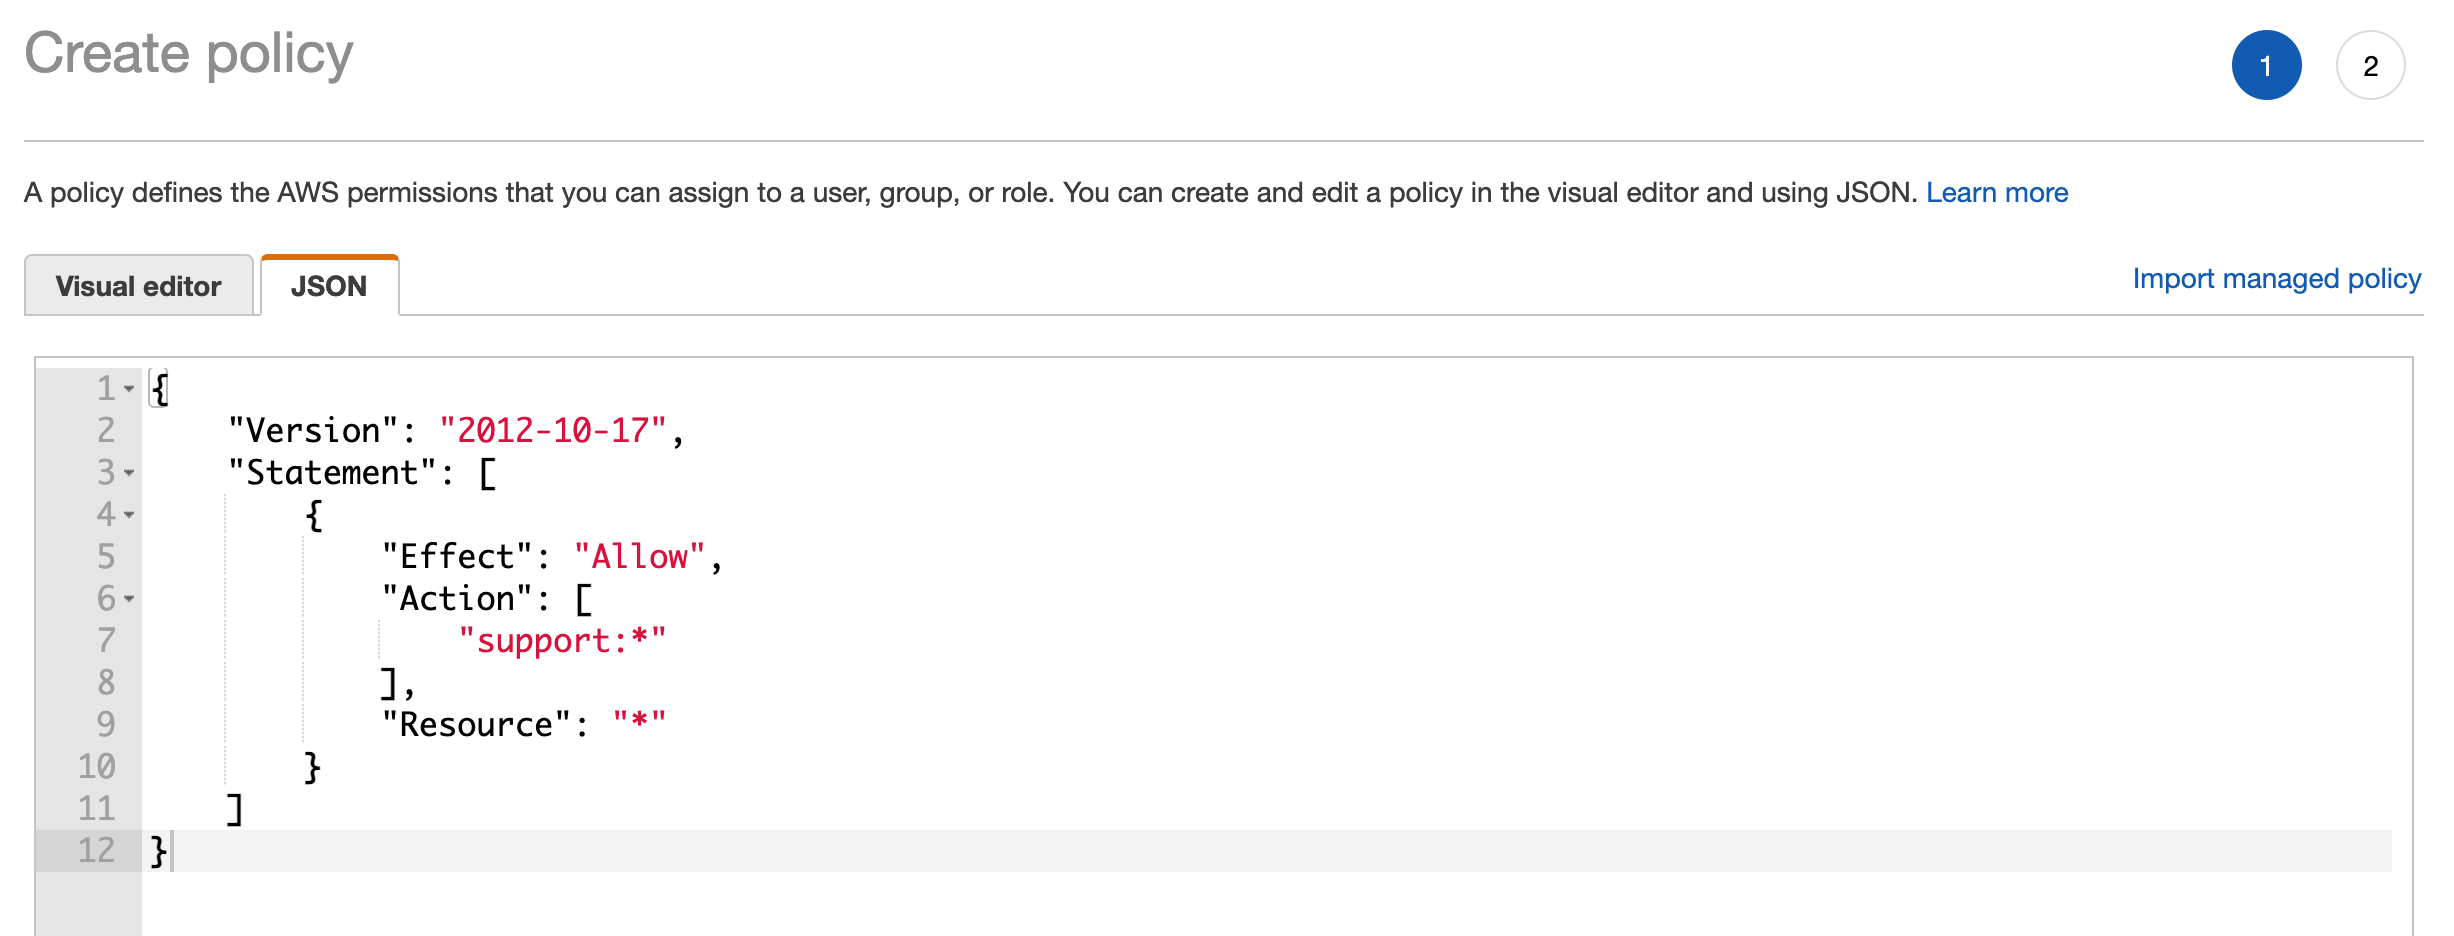 Create policy
1
2
A policy defines the AWS permissions that you can assign to a user, group, or role. You can create and edit a policy in the visual editor and using JSON. Learn more
Visual editor
JSON
Import managed policy
1 {
2 "Version": "2012-10-17",
3 "Statement": [
4 {
5 "Effect": "Allow",
6 "Action": [
7 "support:*"
8 ],
9 "Resource": "*"
10 }
11 ]
12 }